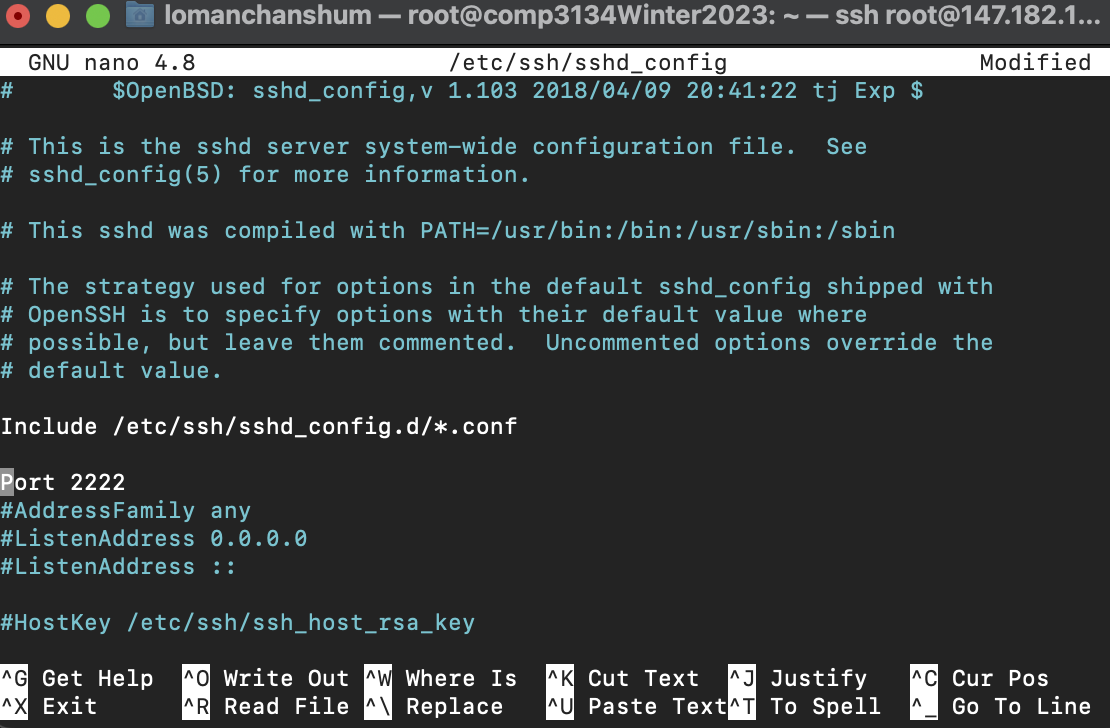 lomanchanshum — root@comp3134Winter2023: ~ — ssh root@147.182.1...
GNU nano 4.8 /etc/ssh/sshd_config Modified
# $OpenBSD: sshd_config,v 1.103 2018/04/09 20:41:22 tj Exp $
# This is the sshd server system-wide configuration file.  See
# sshd_config(5) for more information.
# This sshd was compiled with PATH=/usr/bin:/bin:/usr/sbin:/sbin
# The strategy used for options in the default sshd_config shipped with
# OpenSSH is to specify options with their default value where
# possible, but leave them commented.  Uncommented options override the
# default value.
Include /etc/ssh/sshd_config.d/*.conf
Port 2222
#AddressFamily any
#ListenAddress 0.0.0.0
#ListenAddress ::
#HostKey /etc/ssh/ssh_host_rsa_key
^G Get Help ^O Write Out ^W Where Is ^K Cut Text ^J Justify ^C Cur Pos
^X Exit ^R Read File ^\ Replace ^U Paste Text ^T To Spell ^_ Go To Line